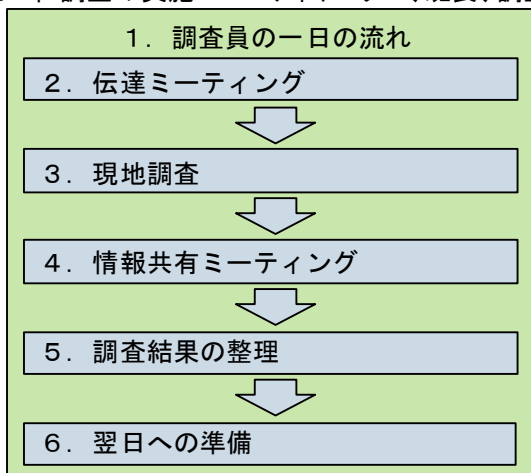 １．調査員の一日の流れ
２．伝達ミーティング
３．現地調査
４．情報共有ミーティング
５．調査結果の整理
６．翌日への準備